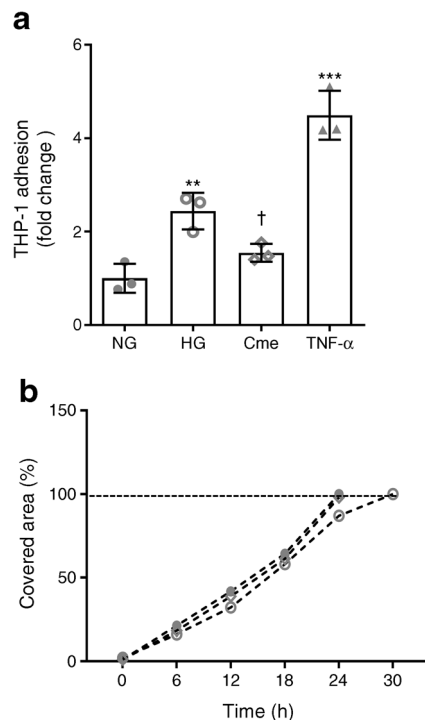 a
THP-1 adhesion
(fold change )
6
4
2
0
**
†
***
NG HG Cme TNF-α
b
Covered area (%)
150
100
50
0
0 6 12 18 24 30
Time (h)